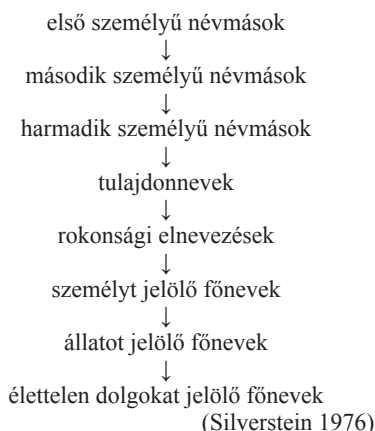 első személyű névmások
↓
második személyű névmások
↓
harmadik személyű névmások
↓
tulajdonnevek
↓
rokonsági elnevezések
↓
személyt jelölő főnevek
↓
állatot jelölő főnevek
↓
élettelen dolgokat jelölő főnevek
(Silverstein 1976)